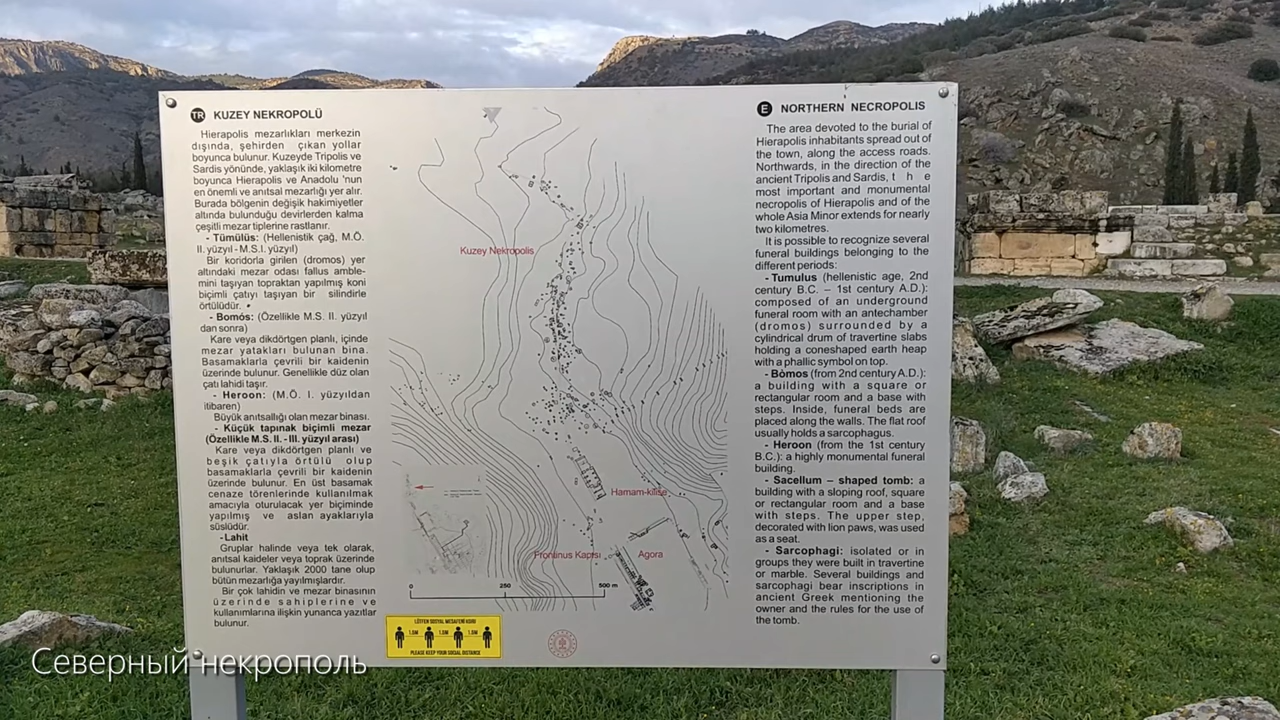 TR KUZEY NEKROPOLÜ
Hierapolis mezarlıkları merkezin
dışında, şehirden çıkan yollar
boyunca bulunur. Kuzeyde Tripolis ve
Sardis yönünde, yaklaşık iki kilometre
boyunca Hierapolis ve Anadolu 'nun
en önemli ve anıtsal mezarlığı yer alır.
Burada bölgenin değişik hakimiyetler
altında bulunduğu devirlerden kalma
çeşitli mezar tiplerine rastlanır.
- Tümülüs: (Hellenistik çağ, M.Ö.
II. yüzyıl - M.S.I. yüzyıl)
Bir koridorla girilen (dromos) yer
altındaki mezar odası fallus amble-
mini taşıyan topraktan yapılmış koni
biçimli çatıyı taşıyan bir silindirle
örtülüdür.
- Bomós: (Özellikle M.S. II. yüzyıl
dan sonra)
Kare veya dikdörtgen planlı, içinde
mezar yatakları bulunan bina.
Basamaklarla çevrili bir kaidenin
üzerinde bulunur. Genellikle düz olan
çatı lahidi taşır.
- Heroon: (M.Ö. I. yüzyıldan
itibaren)
Büyük anıtsallığı olan mezar binası.
- Küçük tapınak biçimli mezar
(Özellikle M.S. II. - III. yüzyıl arası)
Kare veya dikdörtgen planlı ve
beşik çatıyla örtülü olup
basamaklarla çevrili bir kaidenin
üzerinde bulunur. En üst basamak
cenaze törenlerinde kullanılmak
amacıyla oturulacak yer biçiminde
yapılmış ve aslan ayaklarıyla
süslüdür.
- Lahit
Gruplar halinde veya tek olarak,
anıtsal kaideler veya toprak üzerinde
bulunurlar. Yaklaşık 2000 tane olup
bütün mezarlığa yayılmışlardır.
Bir çok lahidin ve mezar binasının
üzerinde sahiplerine ve
kullanımlarına ilişkin yunanca yazıtlar
bulunur.
Kuzey Nekropolis
Hamam-kilise
Frontinus Kapısı
Agora
0 250 500 m
LÜTFEN SOSYAL MESAFENİ KORU
1.5M 1.5M 1.5M
PLEASE KEEP YOUR SOCIAL DISTANCE
E NORTHERN NECROPOLIS
The area devoted to the burial of
Hierapolis inhabitants spread out of
the town, along the access roads.
Northwards, in the direction of the
ancient Tripolis and Sardis, t h e
most important and monumental
necropolis of Hierapolis and of the
whole Asia Minor extends for nearly
two kilometres.
It is possible to recognize several
funeral buildings belonging to the
different periods:
- Tumulus (hellenistic age, 2nd
century B.C. – 1st century A.D.):
composed of an underground
funeral room with an antechamber
(dromos) surrounded by a
cylindrical drum of travertine slabs
holding a coneshaped earth heap
with a phallic symbol on top.
- Bòmos (from 2nd century A.D.):
a building with a square or
rectangular room and a base with
steps. Inside, funeral beds are
placed along the walls. The flat roof
usually holds a sarcophagus.
- Heroon (from the 1st century
B.C.): a highly monumental funeral
building.
- Sacellum – shaped tomb: a
building with a sloping roof, square
or rectangular room and a base
with steps. The upper step,
decorated with lion paws, was used
as a seat.
- Sarcophagi: isolated or in
groups they were built in travertine
or marble. Several buildings and
sarcophagi bear inscriptions in
ancient Greek mentioning the
owner and the rules for the use of
the tomb.
Северный некрополь